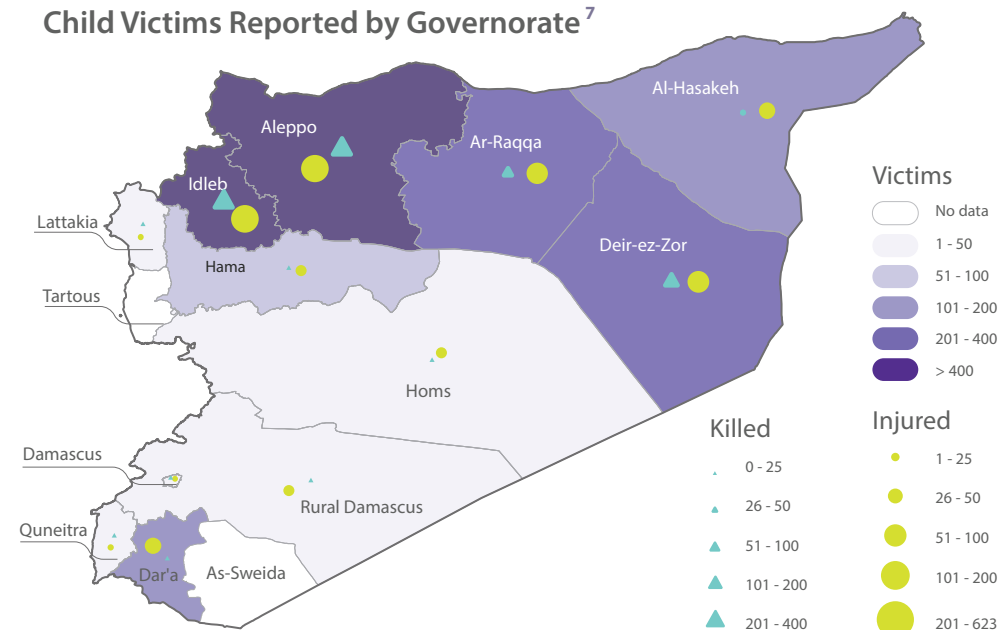 Child Victims Reported by Governorate 7
Al-Hasakeh
Aleppo
Ar-Raqqa
Idleb
Lattakia
Deir-ez-Zor
Hama
Tartous
Homs
Damascus
Rural Damascus
Quneitra
Dar'a
As-Sweida
Victims
No data
1 - 50
51 - 100
101 - 200
201 - 400
> 400
Killed
0 - 25
26 - 50
51 - 100
101 - 200
201 - 400
Injured
1 - 25
26 - 50
51 - 100
101 - 200
201 - 623